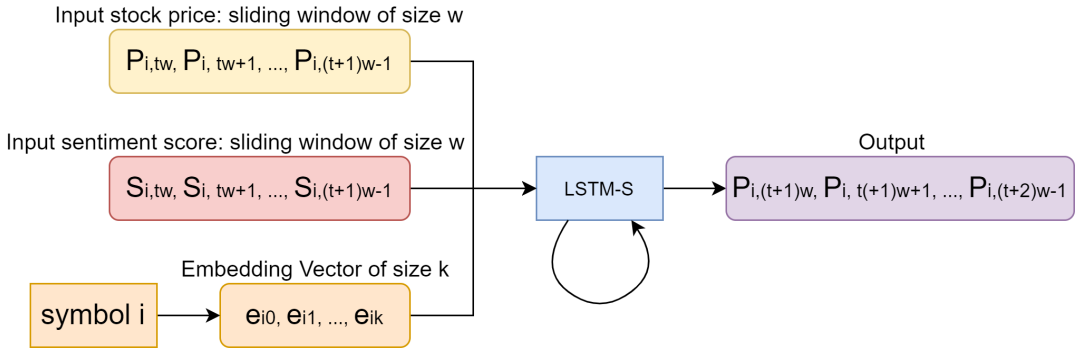 Input stock price: sliding window of size w
Pi,tw, Pi, tw+1, ..., Pi,(t+1)w-1
Input sentiment score: sliding window of size w
Si,tw, Si, tw+1, ..., Si,(t+1)w-1
LSTM-S
Output
Pi,(t+1)w, Pi, t(+1)w+1, ..., Pi,(t+2)w-1
Embedding Vector of size k
symbol i
ei0, ei1, ..., eik